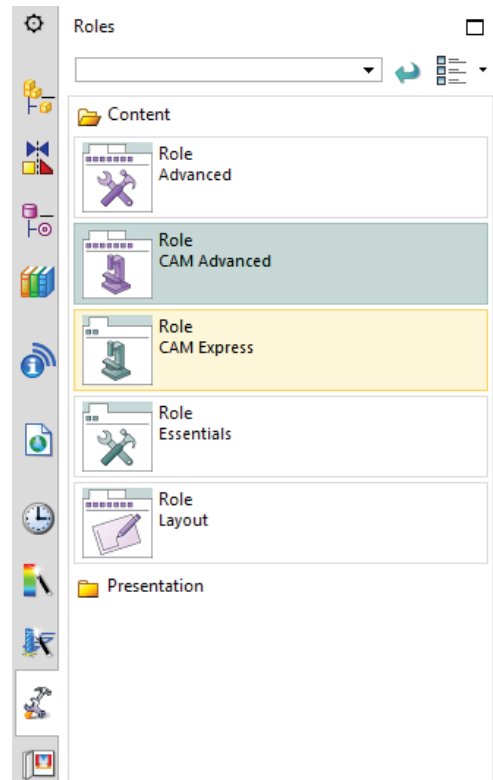 Roles
Content
Role
Advanced
Role
CAM Advanced
Role
CAM Express
Role
Essentials
Role
Layout
Presentation